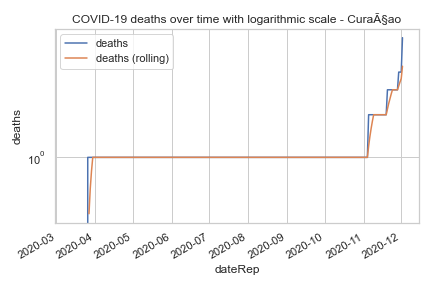 COVID-19 deaths over time with logarithmic scale - CuraÃ§ao
deaths
deaths (rolling)
deaths
10⁰
2020-03
2020-04
2020-05
2020-06
2020-07
2020-08
2020-09
2020-10
2020-11
2020-12
dateRep